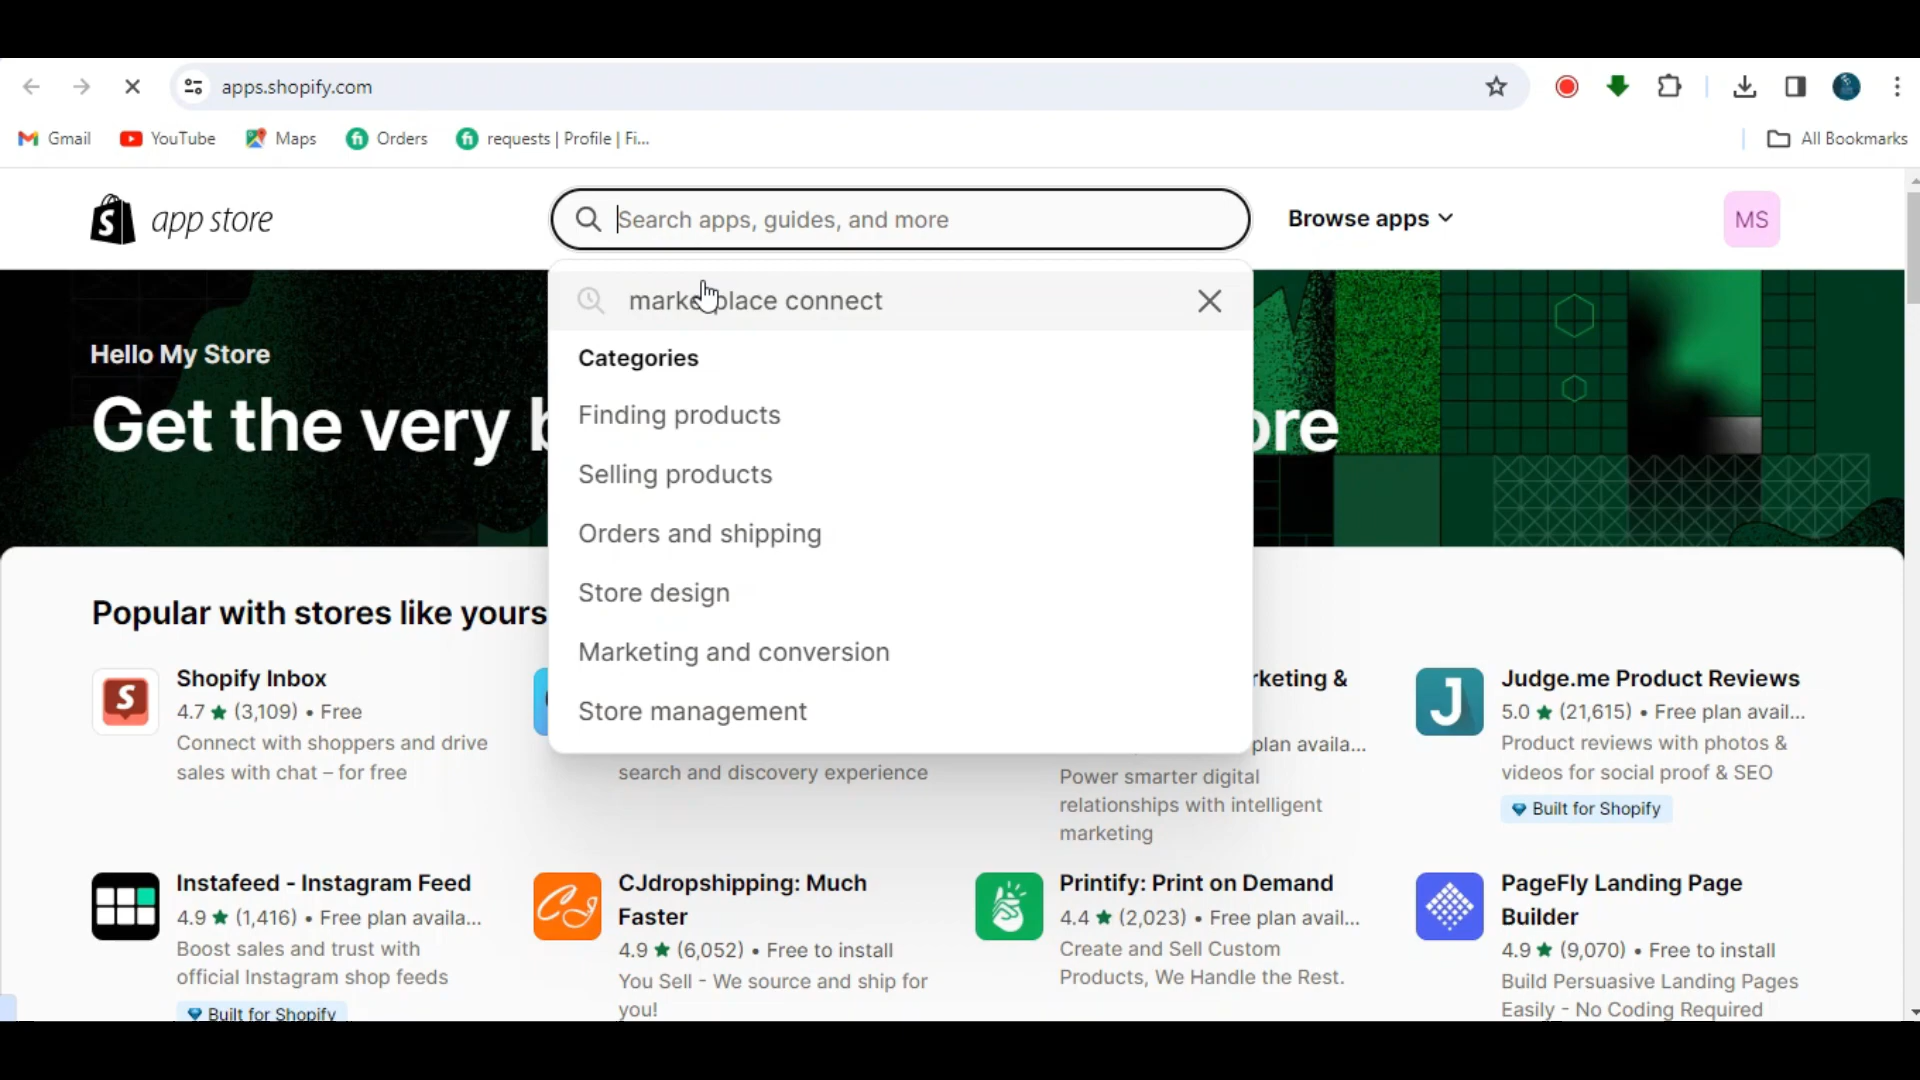 apps.shopify.com
Gmail YouTube Maps Orders requests | Profile | Fi... All Bookmarks
app store
Search apps, guides, and more
Browse apps
MS
marketplace connect
Categories
Finding products
Selling products
Orders and shipping
Store design
Marketing and conversion
Store management
Hello My Store
Get the very
Popular with stores like yours
Shopify Inbox
4.7 ★ (3,109) • Free
Connect with shoppers and drive
sales with chat – for free
search and discovery experience
rketing &
plan availa...
Power smarter digital
relationships with intelligent
marketing
Judge.me Product Reviews
5.0 ★ (21,615) • Free plan avail...
Product reviews with photos &
videos for social proof & SEO
Built for Shopify
Instafeed - Instagram Feed
4.9 ★ (1,416) • Free plan availa...
Boost sales and trust with
official Instagram shop feeds
Built for Shopify
CJdropshipping: Much
Faster
4.9 ★ (6,052) • Free to install
You Sell - We source and ship for
you!
Printify: Print on Demand
4.4 ★ (2,023) • Free plan avail...
Create and Sell Custom
Products, We Handle the Rest.
PageFly Landing Page
Builder
4.9 ★ (9,070) • Free to install
Build Persuasive Landing Pages
Easily - No Coding Required